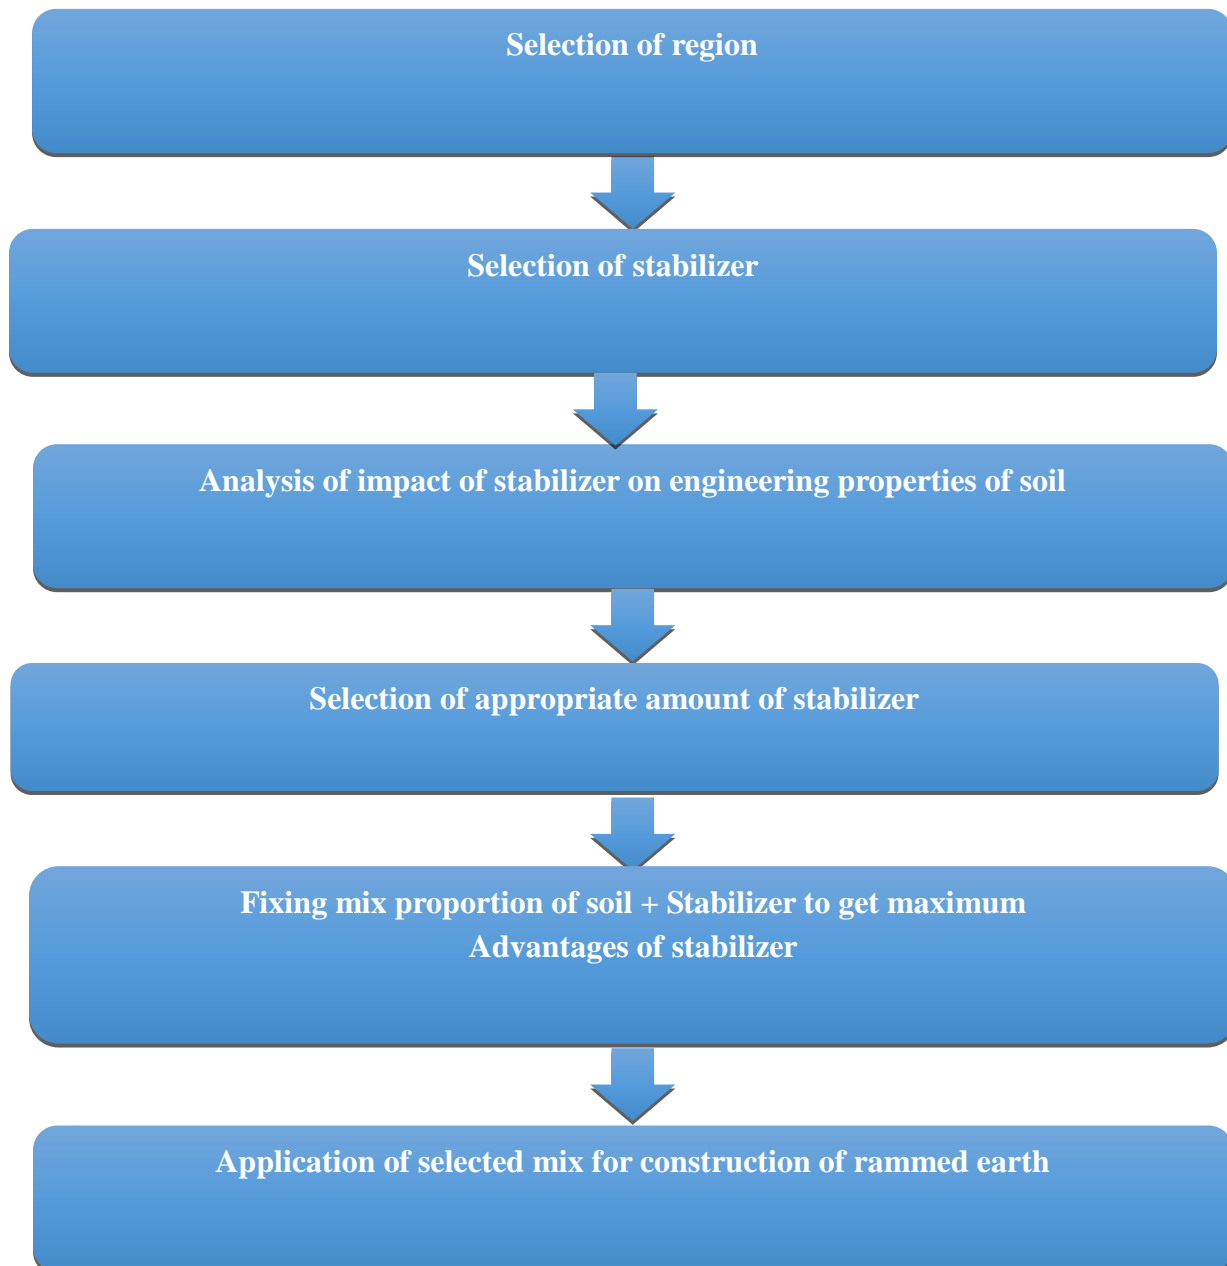 Selection of region
Selection of stabilizer
Analysis of impact of stabilizer on engineering properties of soil
Selection of appropriate amount of stabilizer
Fixing mix proportion of soil + Stabilizer to get maximum
Advantages of stabilizer
Application of selected mix for construction of rammed earth